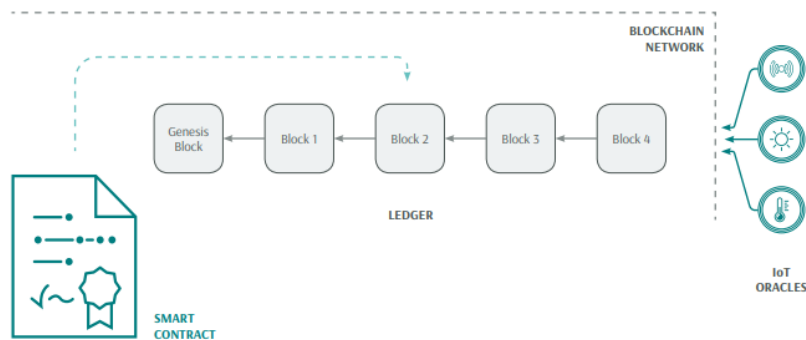 BLOCKCHAIN
NETWORK
Genesis
Block
Block 1
Block 2
Block 3
Block 4
LEDGER
IoT
ORACLES
SMART
CONTRACT